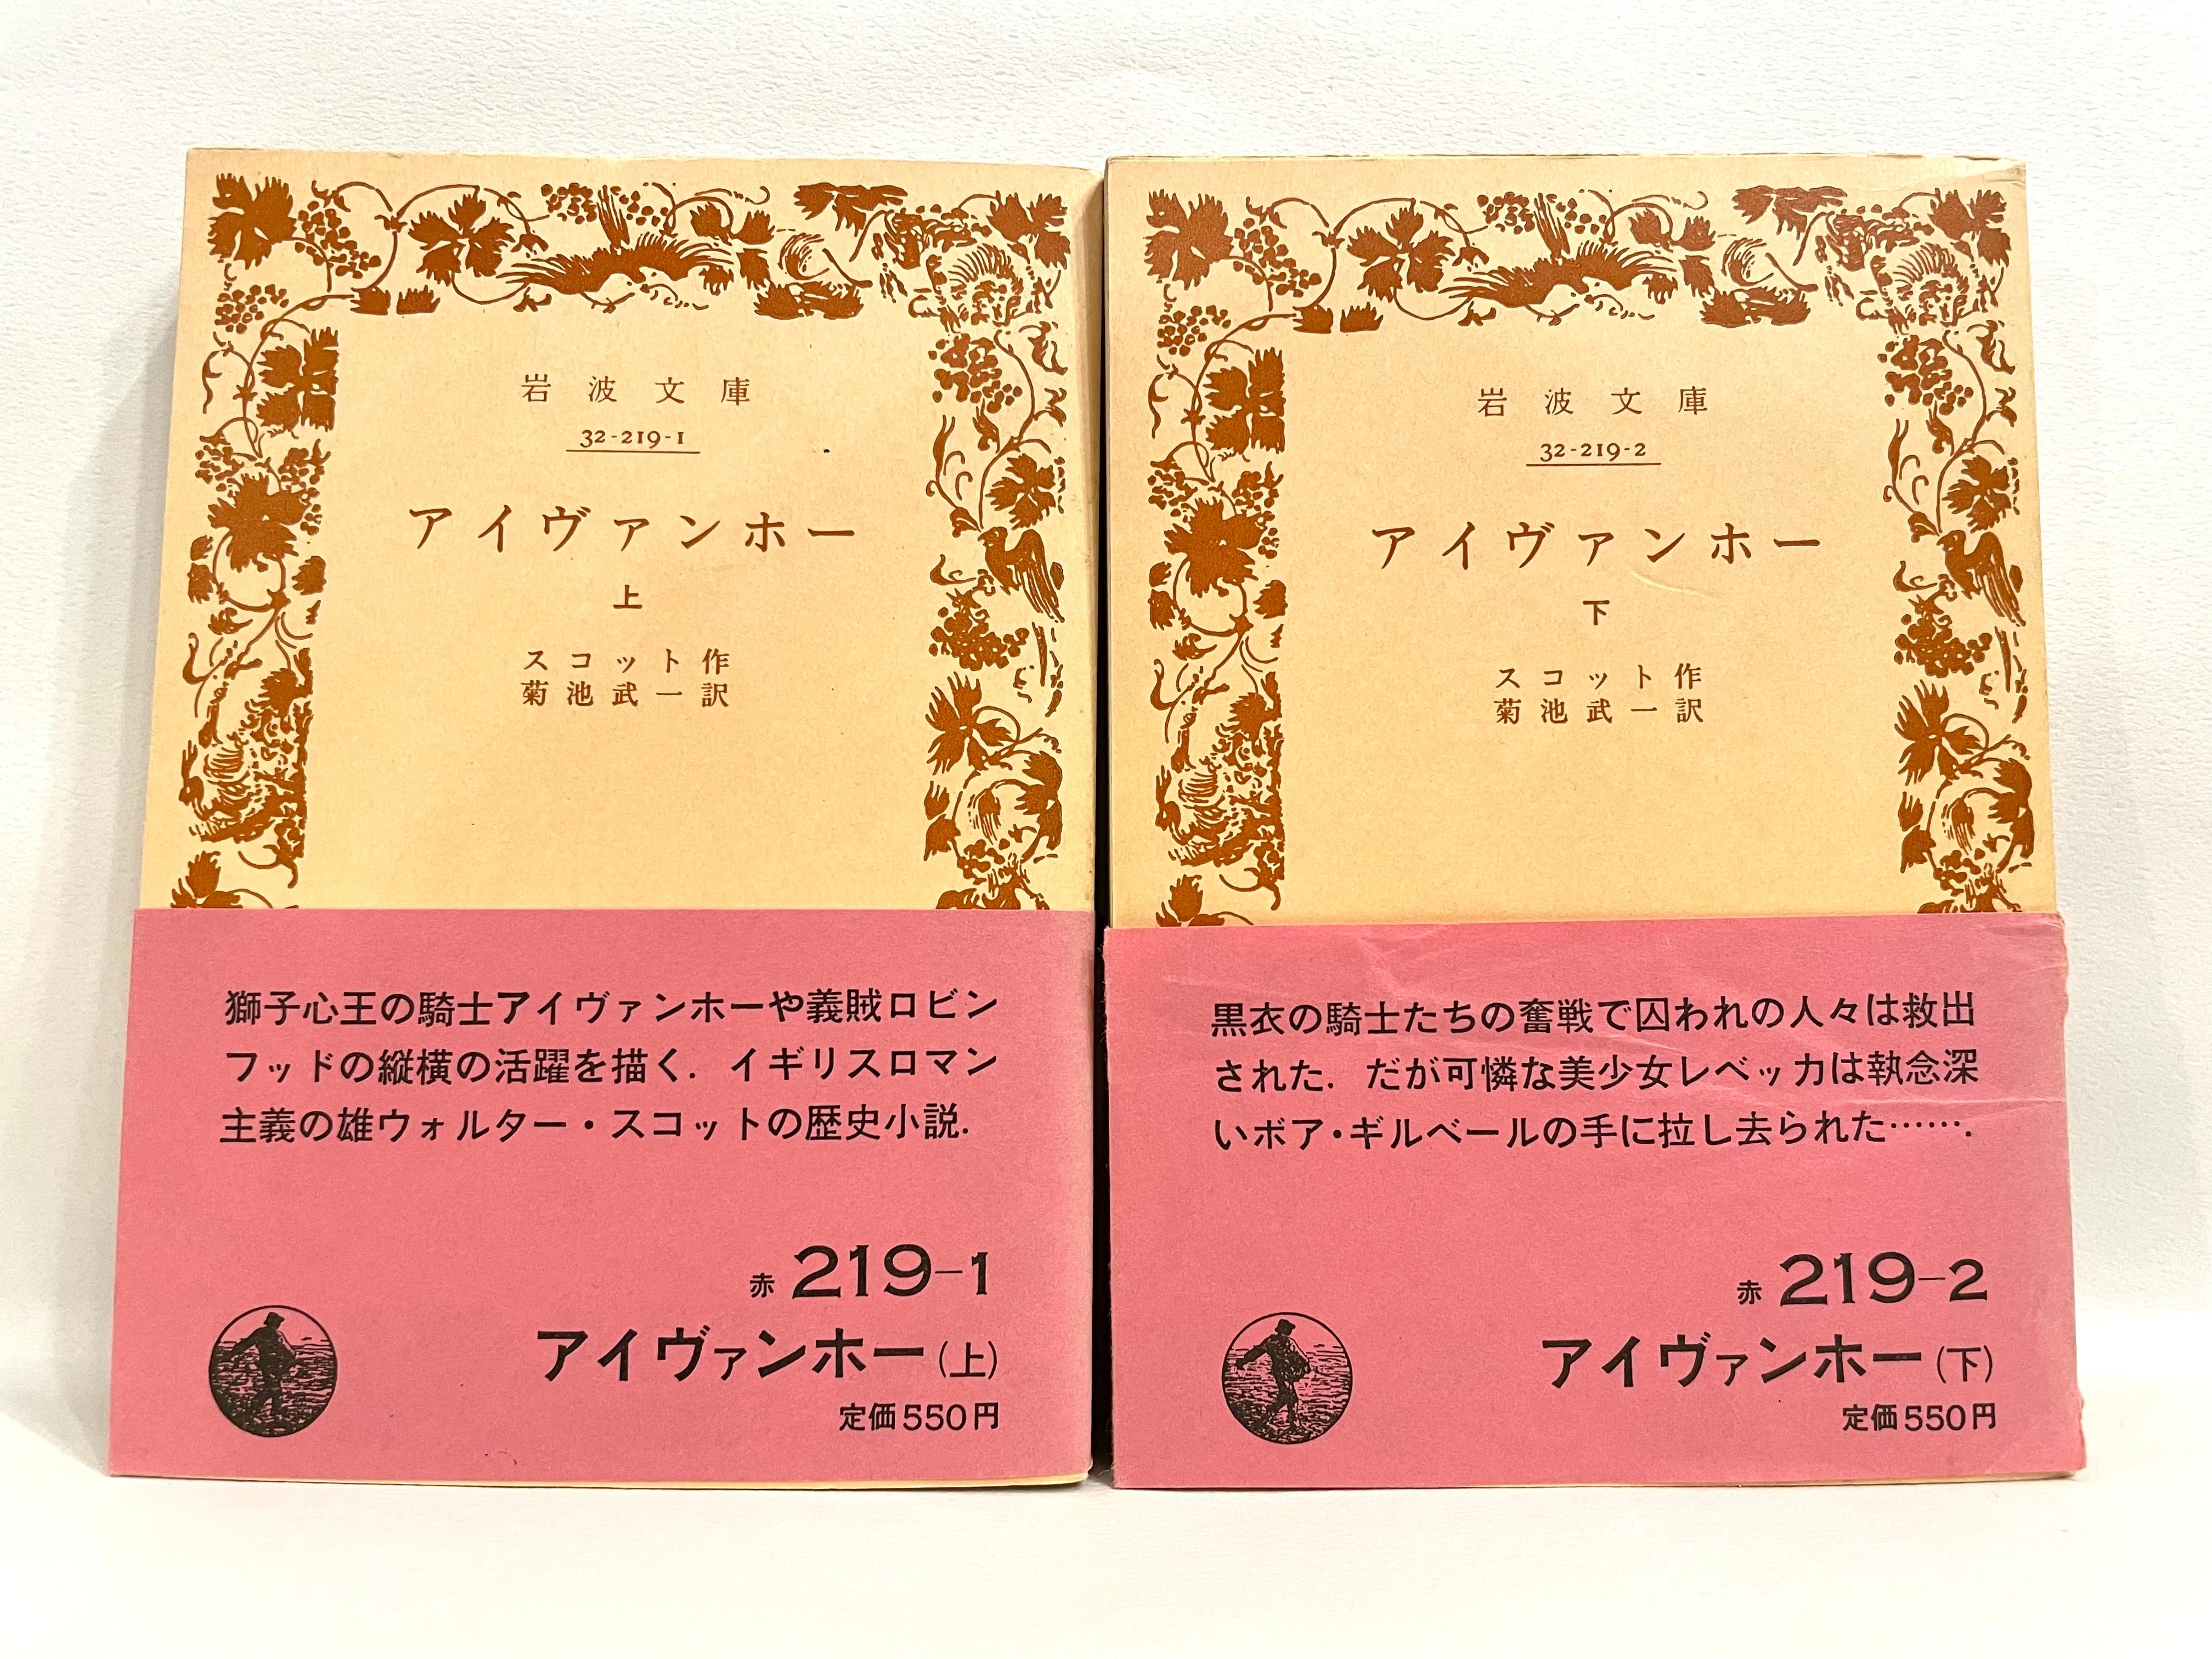 岩波文庫
32-219-1
アイヴァンホー
上
スコット作
菊池武一訳
獅子心王の騎士アイヴァンホーや義賊ロビン
フッドの縦横の活躍を描く．イギリスロマン
主義の雄ウォルター・スコットの歴史小説．
赤 219-1
アイヴァンホー(上)
定価550円
岩波文庫
32-219-2
アイヴァンホー
下
スコット作
菊池武一訳
黒衣の騎士たちの奮戦で囚われの人々は救出
された．だが可憐な美少女レベッカは執念深
いボア・ギルベールの手に拉し去られた……．
赤 219-2
アイヴァンホー(下)
定価550円